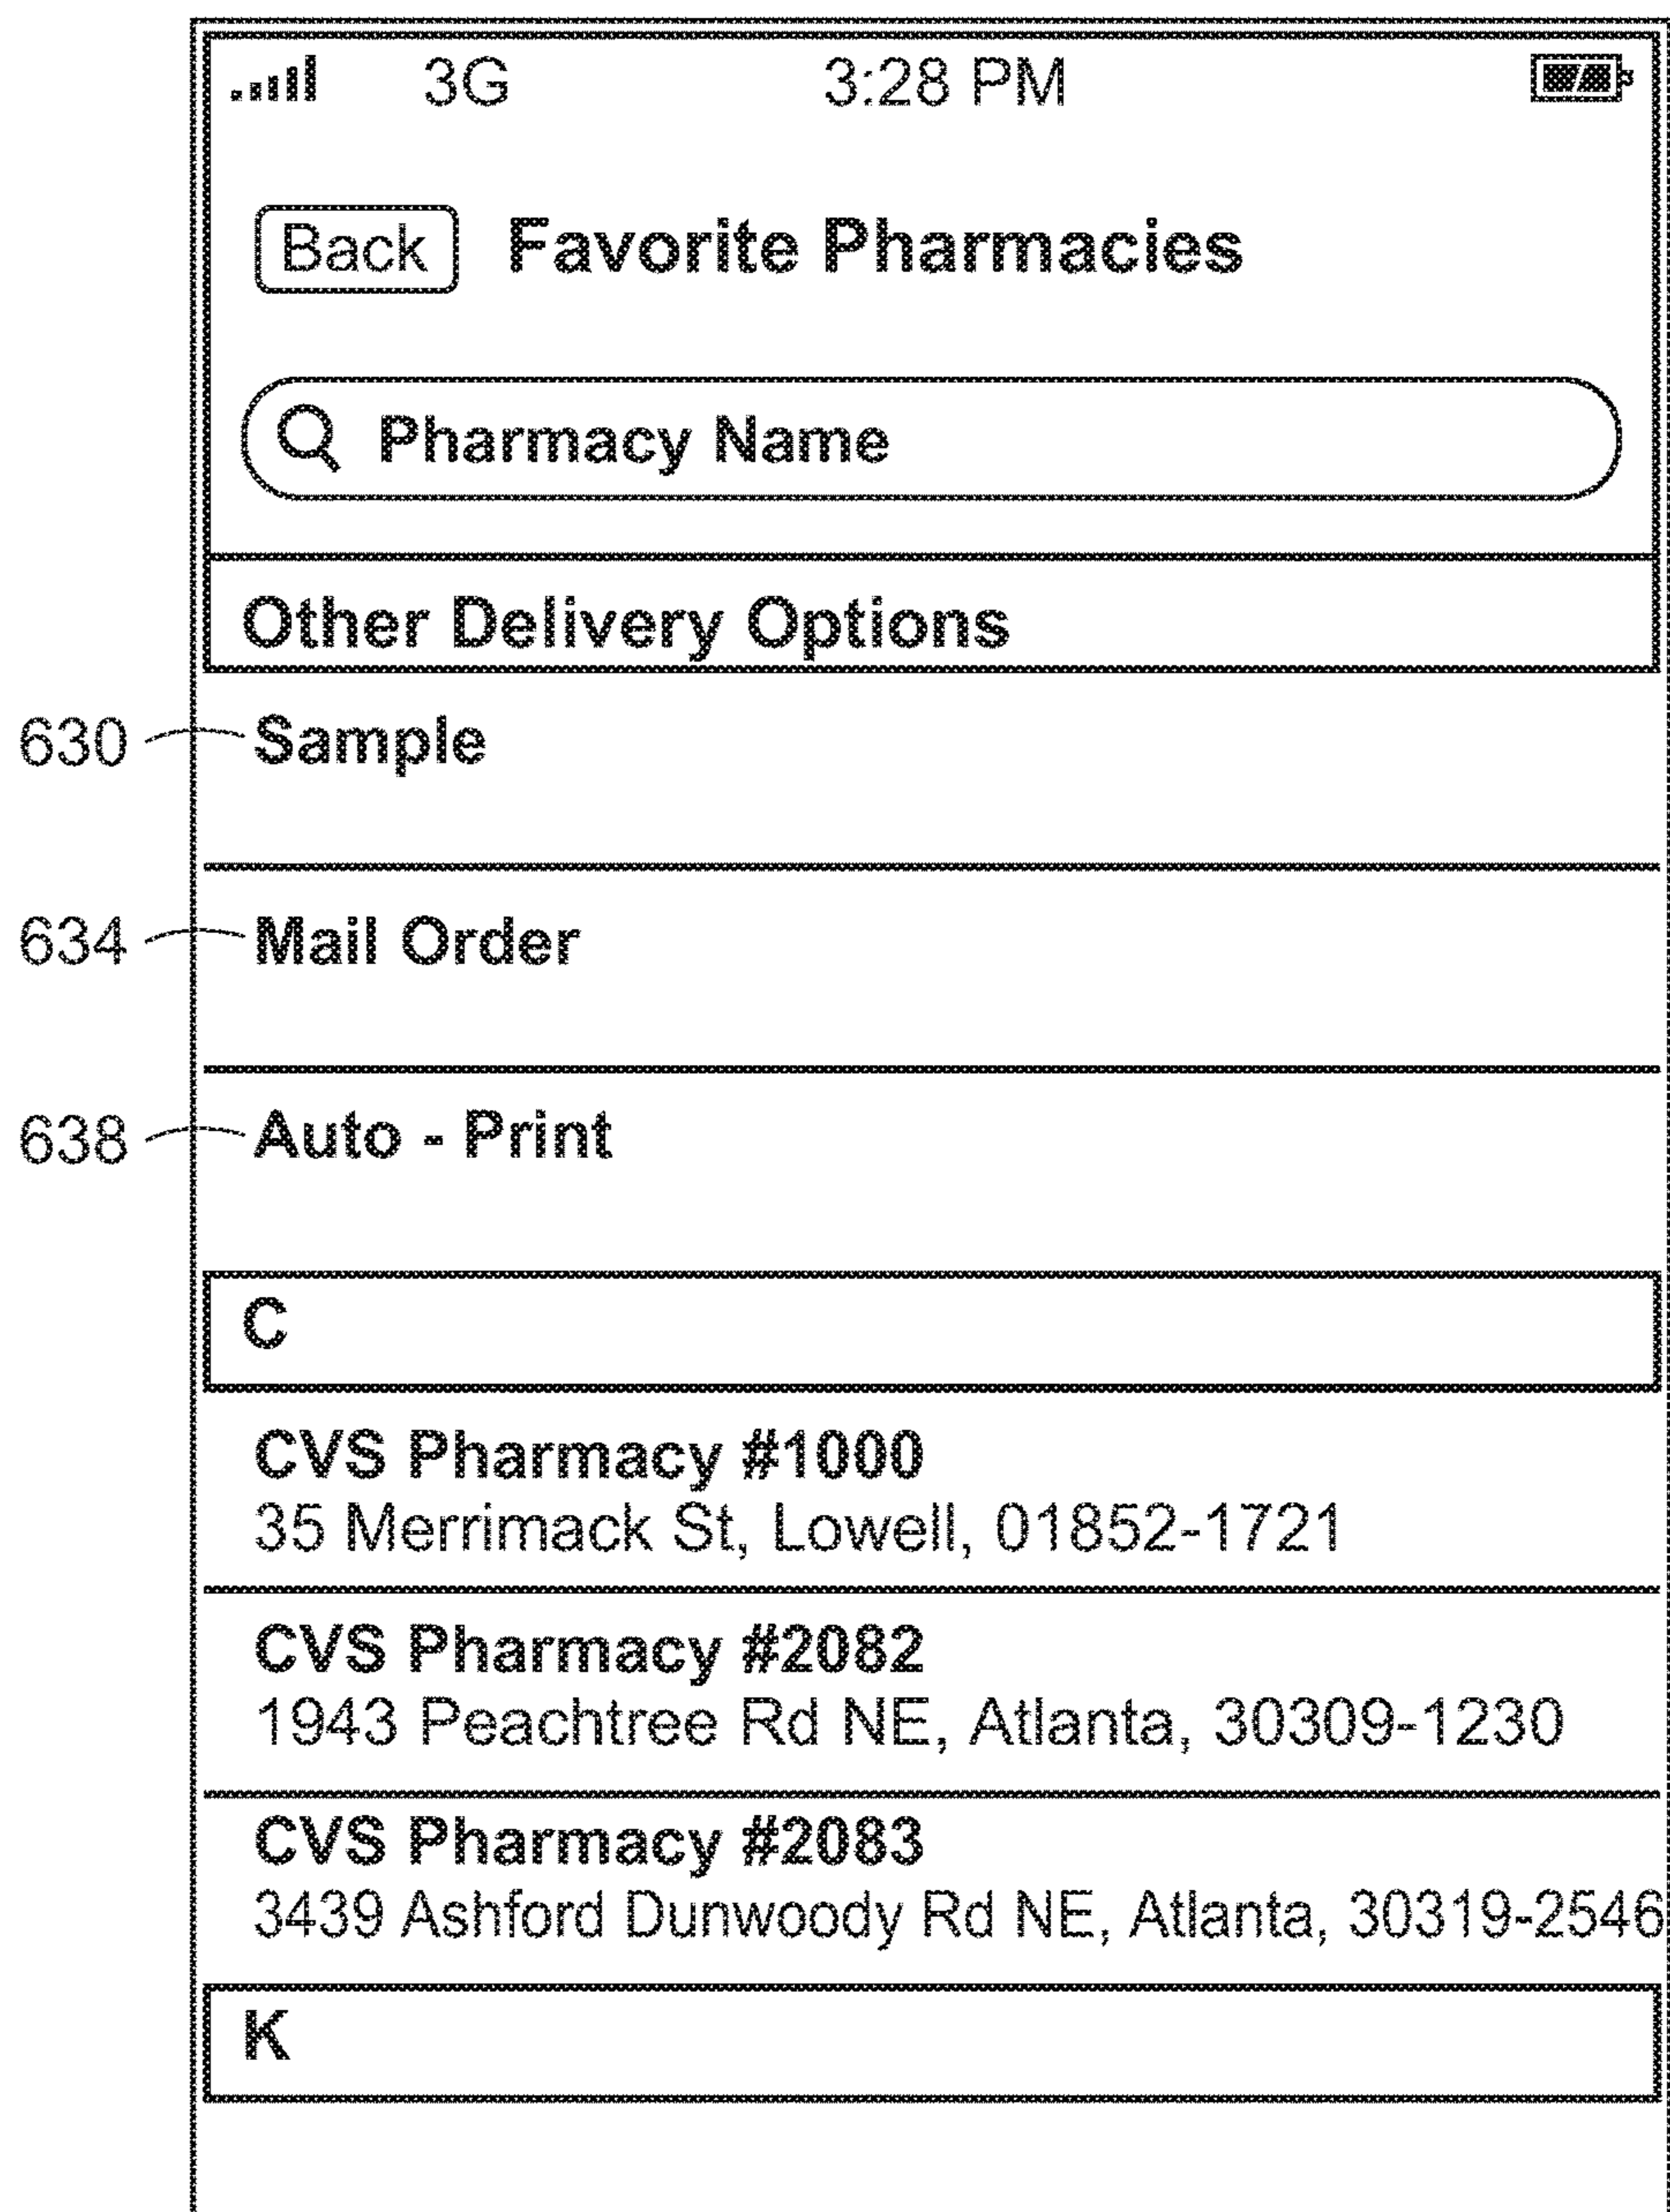 3G 3:28 PM
Back Favorite Pharmacies
Pharmacy Name
Other Delivery Options
630 Sample
634 Mail Order
638 Auto - Print
C
CVS Pharmacy #1000
35 Merrimack St, Lowell, 01852-1721
CVS Pharmacy #2082
1943 Peachtree Rd NE, Atlanta, 30309-1230
CVS Pharmacy #2083
3439 Ashford Dunwoody Rd NE, Atlanta, 30319-2546
K